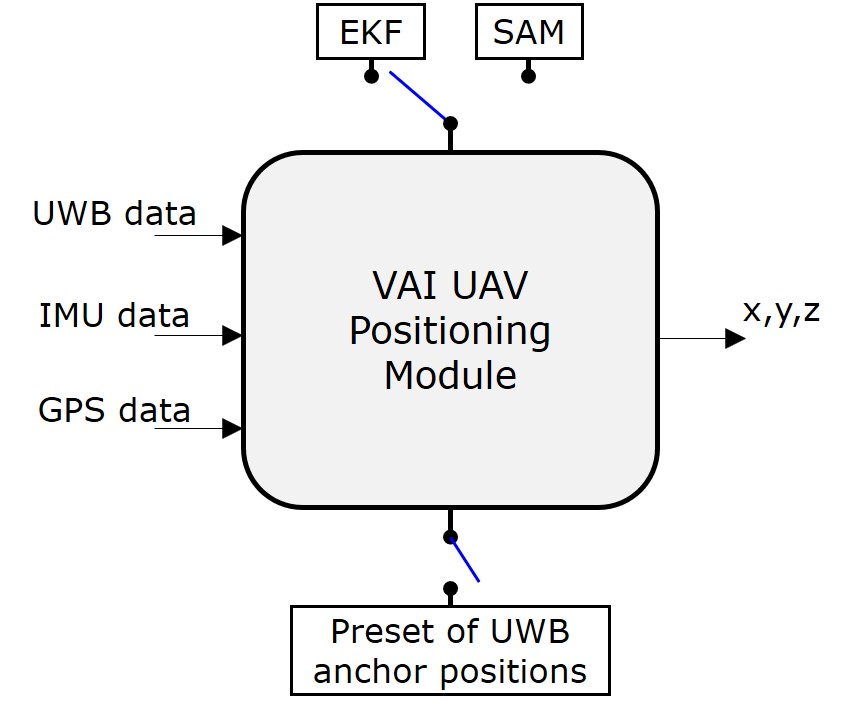 EKF
SAM
UWB data
IMU data
GPS data
VAI UAV
Positioning
Module
x,y,z
Preset of UWB
anchor positions